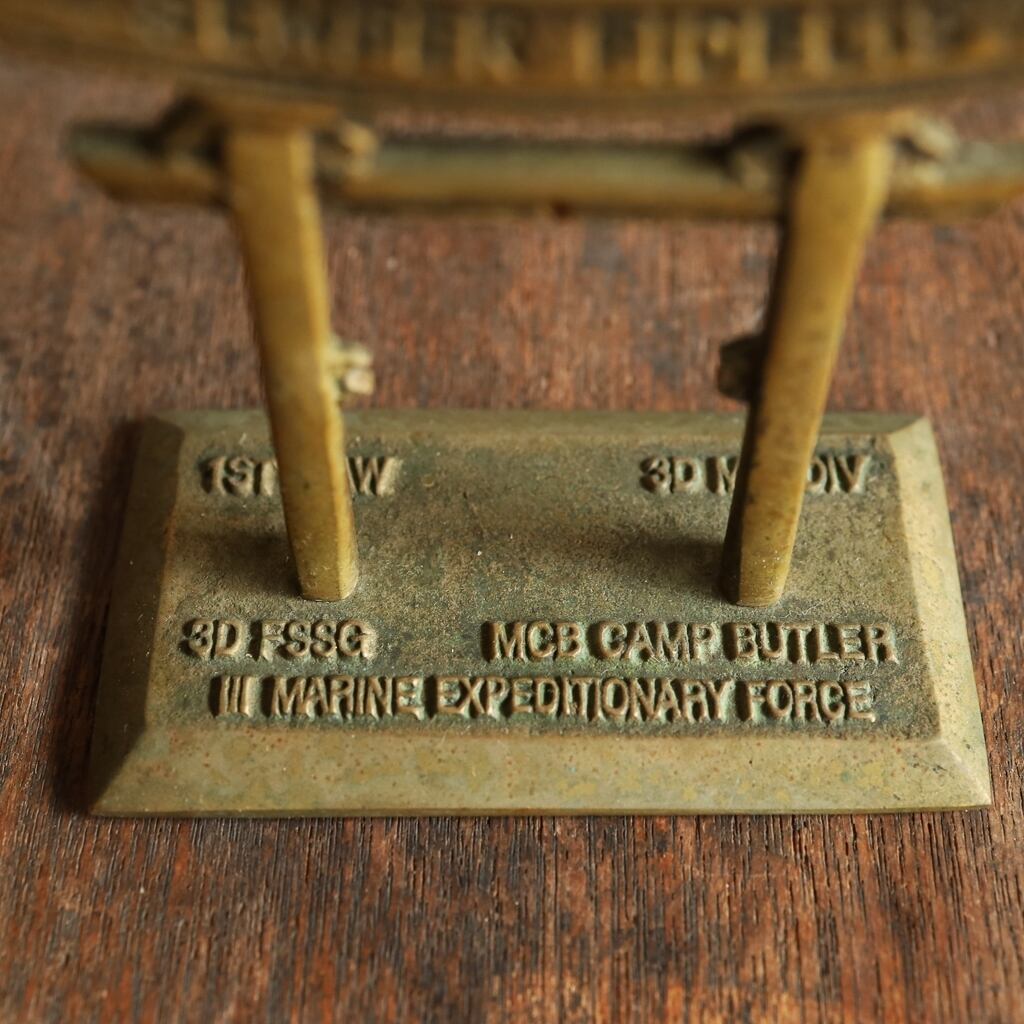 1ST W 3D M DIV
3D FSSG MCB CAMP BUTLER
III MARINE EXPEDITIONARY FORCE